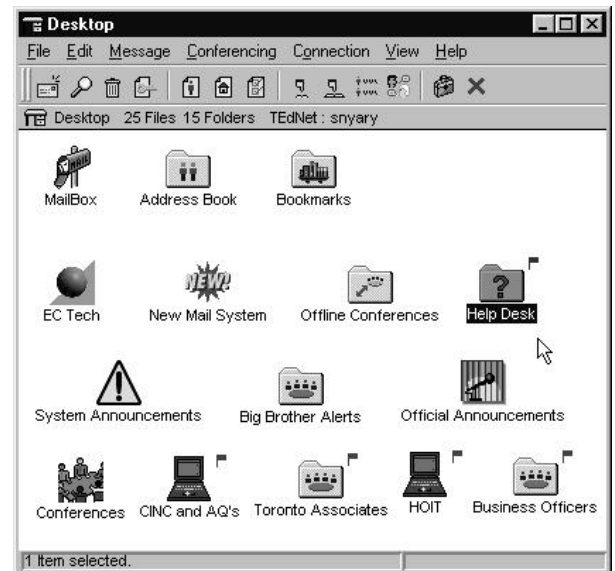 Desktop
File Edit Message Conferencing Connection View Help
Desktop 25 Files 15 Folders TEdNet : snyary
MAIL
MailBox Address Book Bookmarks
NEW!
?
EC Tech New Mail System Offline Conferences Help Desk
System Announcements Big Brother Alerts Official Announcements
Conferences CINC and AQ's Toronto Associates HOIT Business Officers
1 Item selected.